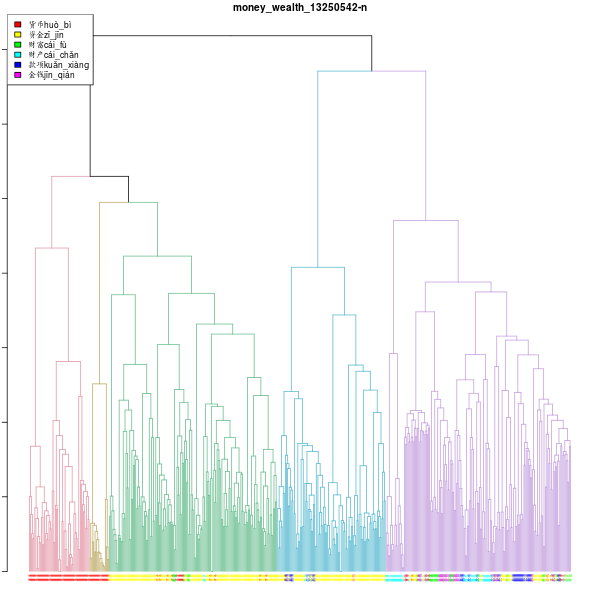 money_wealth_13250542-n
货币huò_bì
资金zī_jīn
财富cái_fù
财产cái_chǎn
款项kuǎn_xiàng
金钱jīn_qián